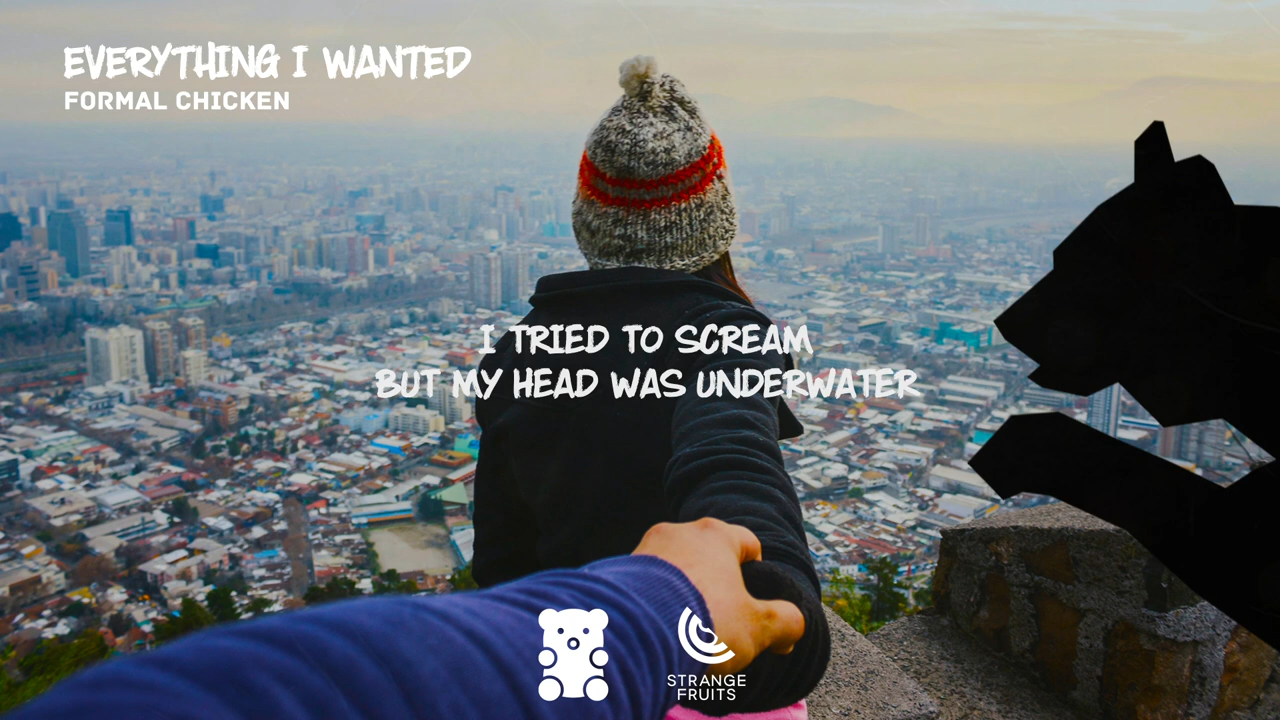 EVERYTHING I WANTED
FORMAL CHICKEN
I TRIED TO SCREAM
BUT MY HEAD WAS UNDERWATER
STRANGE
FRUITS